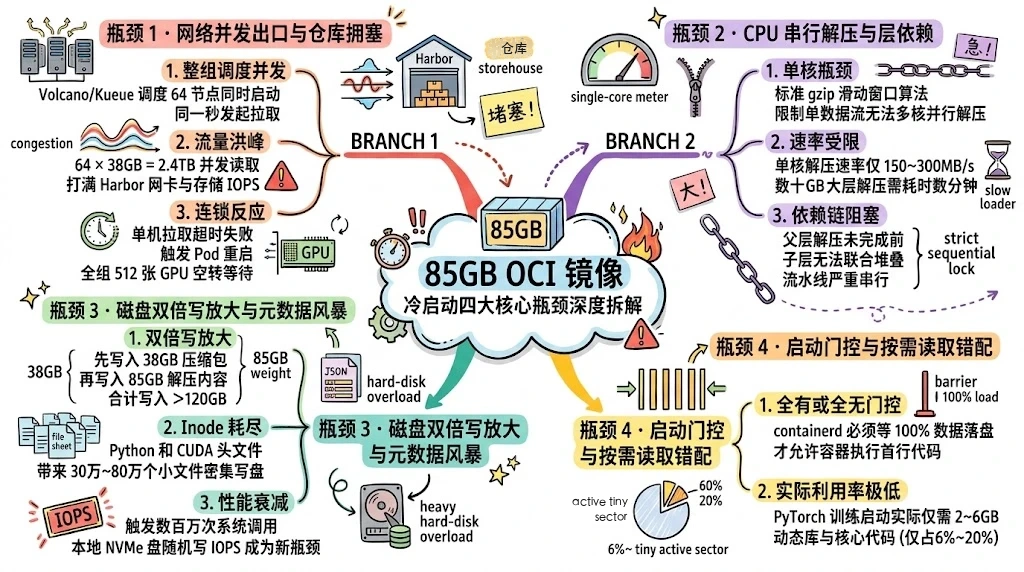 瓶颈 1 · 网络并发出口与仓库拥塞
1. 整组调度并发
Volcano/Kueue 调度 64 节点同时启动
同一秒发起拉取
congestion
2. 流量洪峰
64 × 38GB = 2.4TB 并发读取
打满 Harbor 网卡与存储 IOPS
3. 连锁反应
单机拉取超时失败
触发 Pod 重启
全组 512 张 GPU 空转等待
GPU
Harbor
仓库
storehouse
堵塞!
BRANCH 1
瓶颈 2 · CPU 串行解压与层依赖
single-core meter
急!
1. 单核瓶颈
标准 gzip 滑动窗口算法
限制单数据流无法多核并行解压
BRANCH 2
2. 速率受限
单核解压速率仅 150~300MB/s
数十GB大层解压需耗时数分钟
slow
loader
大!
3. 依赖链阻塞
父层解压未完成前
子层无法联合堆叠
流水线严重串行
strict
sequential
lock
85GB
85GB OCI 镜像
冷启动四大核心瓶颈深度拆解
瓶颈 3 · 磁盘双倍写放大与元数据风暴
1. 双倍写放大
38GB
先写入 38GB 压缩包
再写入 85GB 解压内容
合计写入 >120GB
85GB
weight
JSON
hard-disk
overload
2. Inode 耗尽
file
sheet
Python 和 CUDA 头文件
带来 30万~80万个小文件密集写盘
3. 性能衰减
IOPS
触发数百万次系统调用
本地 NVMe 盘随机写 IOPS 成为新瓶颈
瓶颈 3 · 磁盘双倍写放大
与元数据风暴
heavy
hard-disk
overload
瓶颈 4 · 启动门控与按需读取错配
瓶颈 4 · 启动门控
与按需读取错配
barrier
100% load
1. 全有或全无门控
containerd 必须等 100% 数据落盘
才允许容器执行首行代码
active tiny
sector
60%
20%
6%~ tiny active sector
2. 实际利用率极低
PyTorch 训练启动实际仅需 2~6GB
动态库与核心代码 (仅占6%~20%)